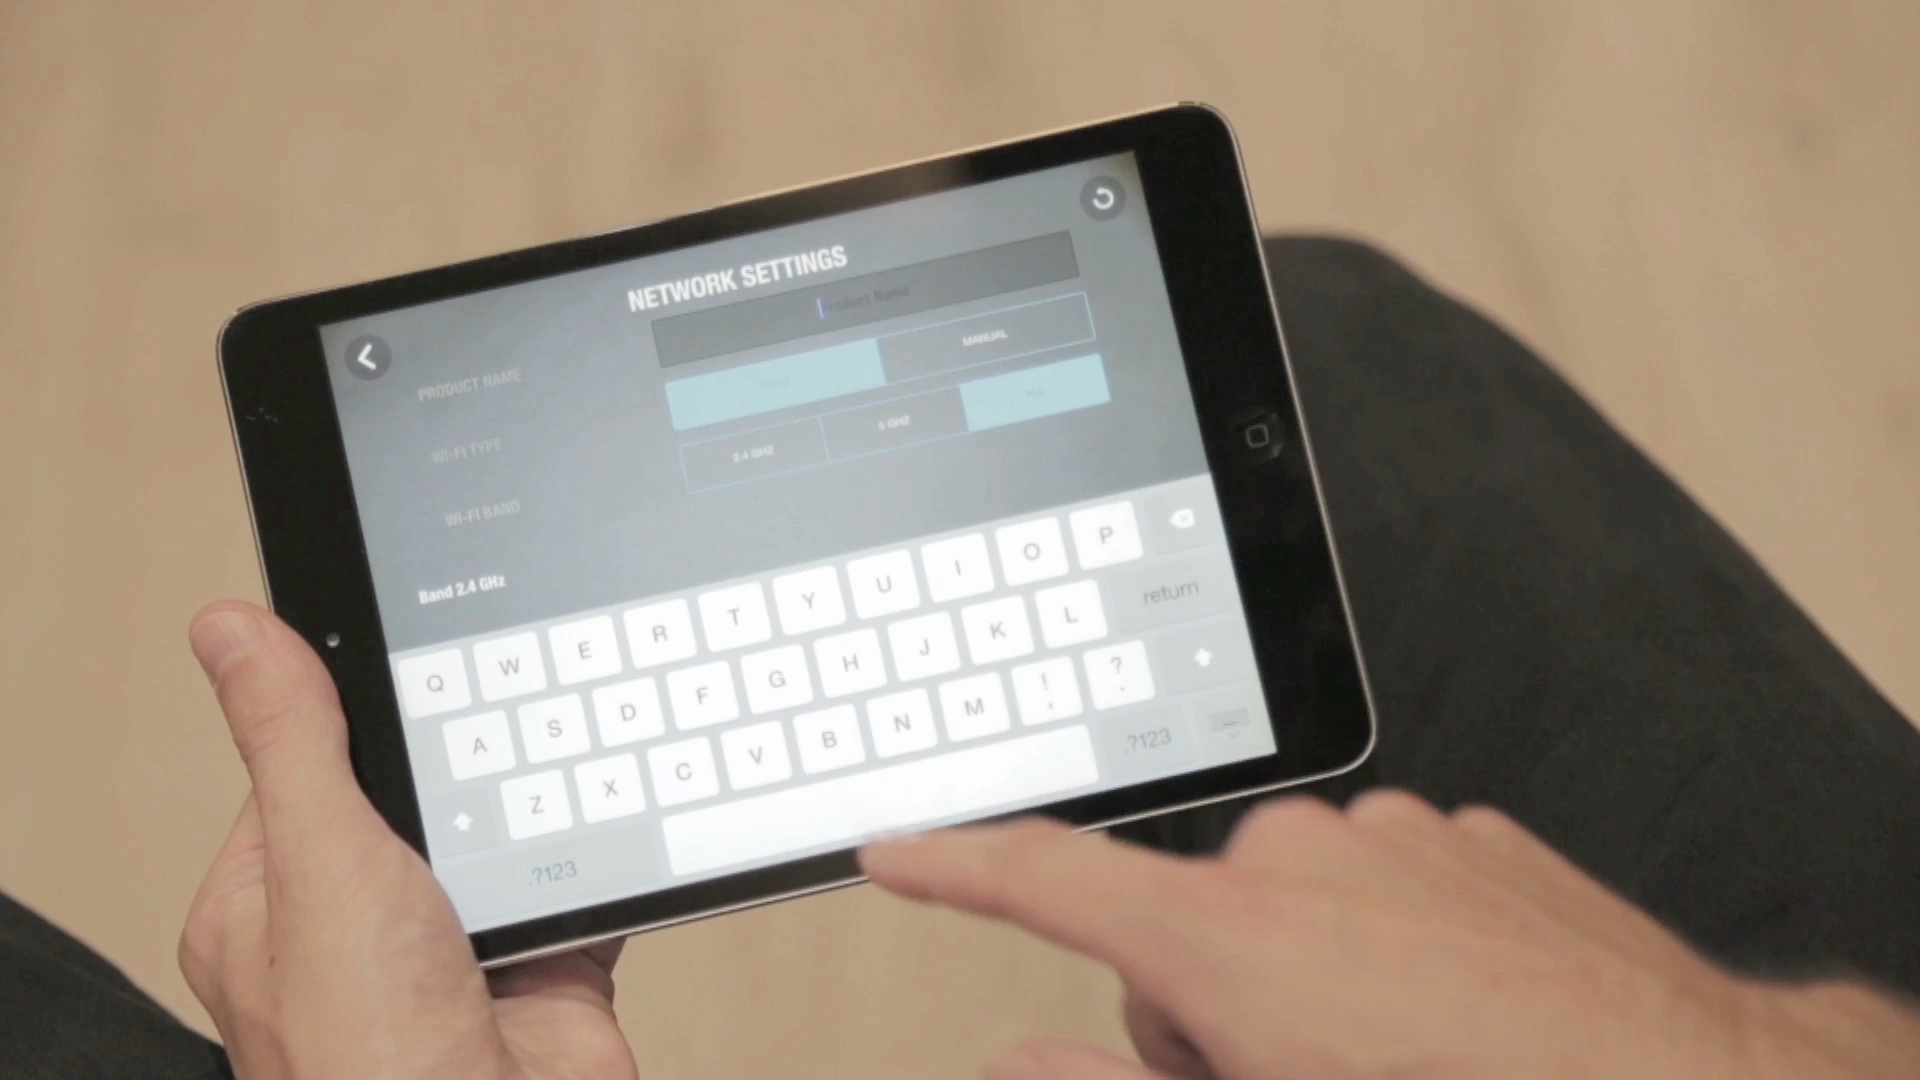 NETWORK SETTINGS
PRODUCT NAME
Product Name
WI-FI TYPE
AUTO
MANUAL
WI-FI BAND
2.4 GHZ
5 GHZ
ALL
Band 2.4 GHz
Q W E R T Y U I O P
A S D F G H J K L return
Z X C V B N M ! , ? .
.?123 .?123